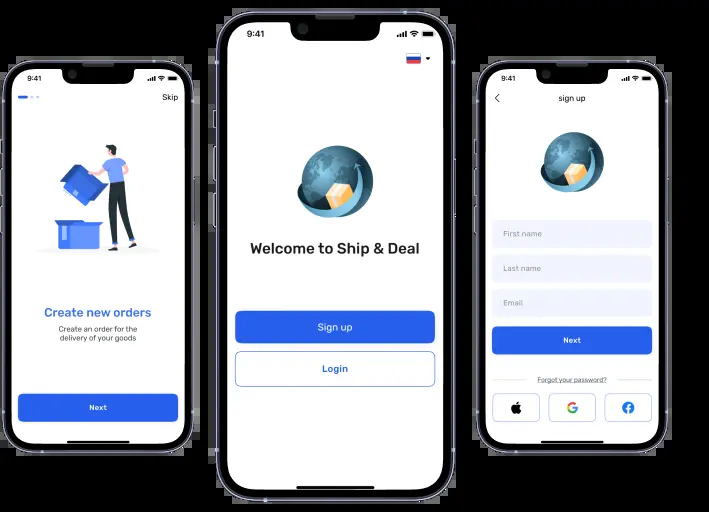 9:41
Skip
Create new orders
Create an order for the
delivery of your goods
Next
9:41
Welcome to Ship & Deal
Sign up
Login
9:41
sign up
First name
Last name
Email
Next
Forgot your password?